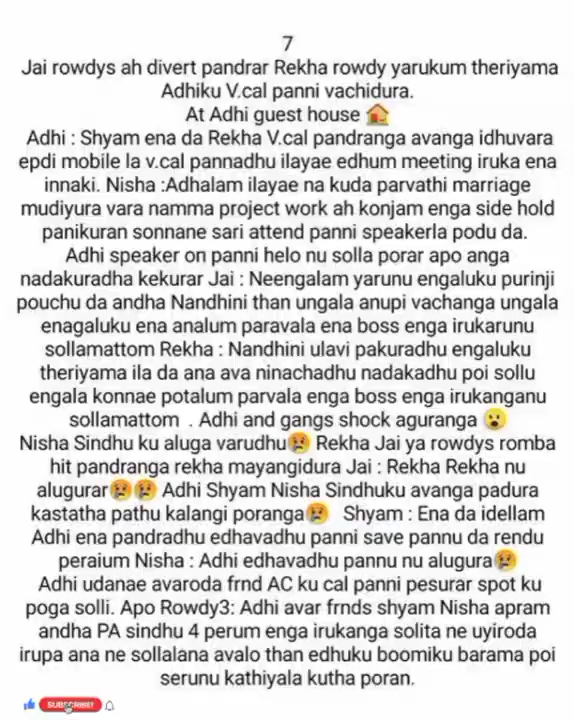 7
Jai rowdys ah divert pandrar Rekha rowdy yarukum theriyama
Adhiku V.cal panni vachidura.
At Adhi guest house 🏠
Adhi : Shyam ena da Rekha V.cal pandranga avanga idhuvara
epdi mobile la v.cal pannadhu ilayae edhum meeting iruka ena
innaki. Nisha :Adhalam ilayae na kuda parvathi marriage
mudiyura vara namma project work ah konjam enga side hold
panikuran sonnane sari attend panni speakerla podu da.
Adhi speaker on panni helo nu solla porar apo anga
nadakuradha kekurar Jai : Neengalam yarunu engaluku purinji
pouchu da andha Nandhini than ungala anupi vachanga ungala
enagaluku ena analum paravala ena boss enga irukarunu
sollamattom Rekha : Nandhini ulavi pakuradhu engaluku
theriyama ila da ana ava ninachadhu nadakadhu poi sollu
engala konnae potalum parvala enga boss enga irukanganu
sollamattom . Adhi and gangs shock aguranga 😮
Nisha Sindhu ku aluga varudhu😢 Rekha Jai ya rowdys romba
hit pandranga rekha mayangidura Jai : Rekha Rekha nu
alugurar😢😢 Adhi Shyam Nisha Sindhuku avanga padura
kastatha pathu kalangi poranga😢 Shyam : Ena da idellam
Adhi ena pandradhu edhavadhu panni save pannu da rendu
peraium Nisha : Adhi edhavadhu pannu nu alugura😢
Adhi udanae avaroda frnd AC ku cal panni pesurar spot ku
poga solli. Apo Rowdy3: Adhi avar frnds shyam Nisha apram
andha PA sindhu 4 perum enga irukanga solita ne uyiroda
irupa ana ne sollalana avalo than edhuku boomiku barama poi
serunu kathiyala kutha poran.
SUBSCRIBE